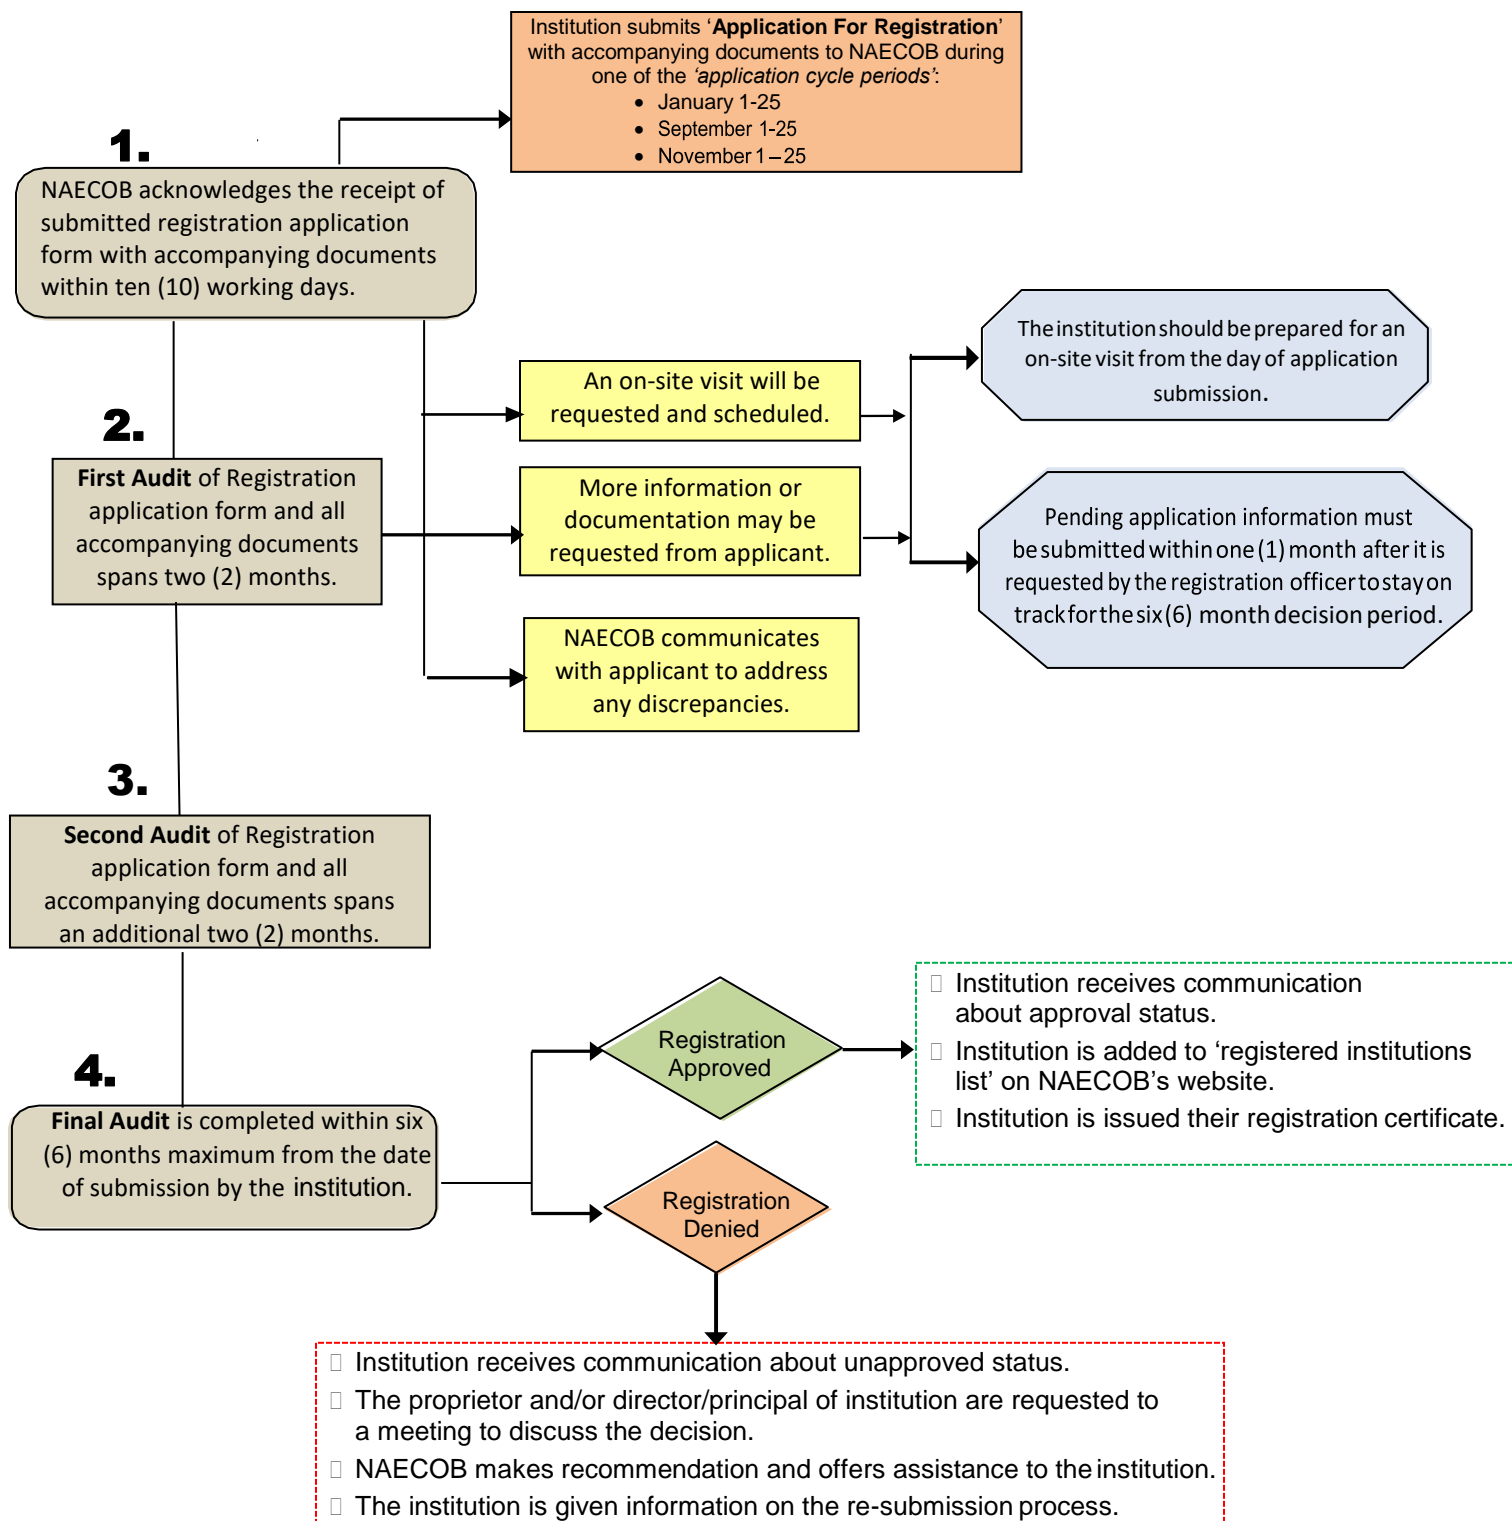 Institution submits ‘Application For Registration’
with accompanying documents to NAECOB during
one of the ‘application cycle periods’:
• January 1-25
• September 1-25
• November 1 – 25
1.
NAECOB acknowledges the receipt of
submitted registration application
form with accompanying documents
within ten (10) working days.
The institution should be prepared for an
on-site visit from the day of application
submission.
An on-site visit will be
requested and scheduled.
2.
First Audit of Registration
application form and all
accompanying documents
spans two (2) months.
More information or
documentation may be
requested from applicant.
Pending application information must
be submitted within one (1) month after it is
requested by the registration officer to stay on
track for the six (6) month decision period.
NAECOB communicates
with applicant to address
any discrepancies.
3.
Second Audit of Registration
application form and all
accompanying documents spans
an additional two (2) months.
4.
Final Audit is completed within six
(6) months maximum from the date
of submission by the institution.
Registration
Approved
Institution receives communication
about approval status.
Institution is added to ‘registered institutions
list’ on NAECOB’s website.
Institution is issued their registration certificate.
Registration
Denied
Institution receives communication about unapproved status.
The proprietor and/or director/principal of institution are requested to
a meeting to discuss the decision.
NAECOB makes recommendation and offers assistance to the institution.
The institution is given information on the re-submission process.